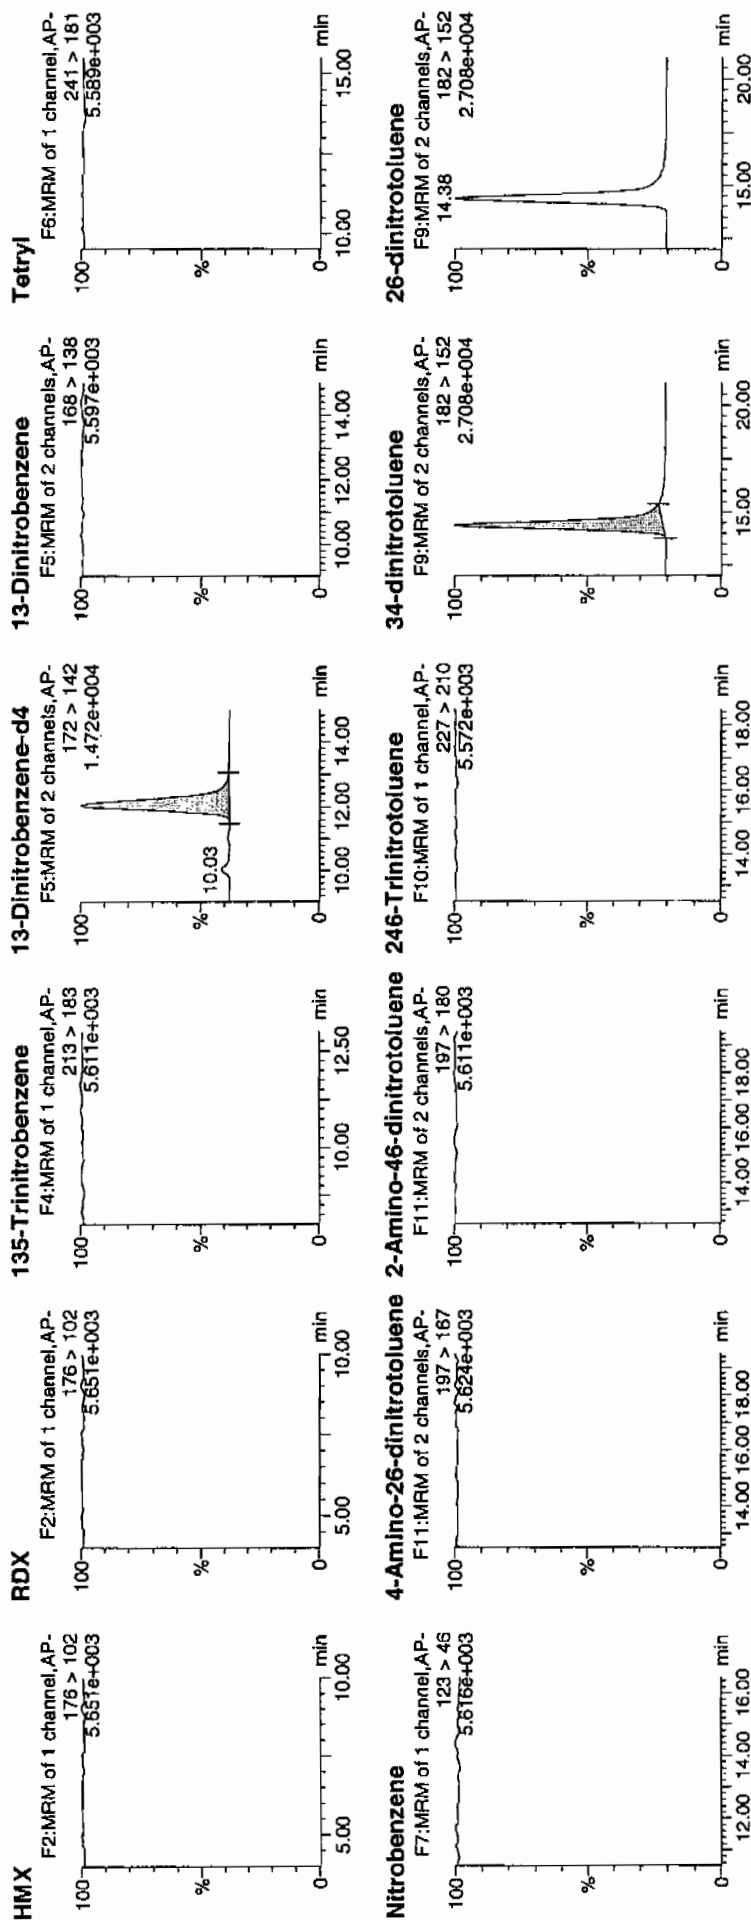 HMX
F2:MRM of 1 channel,AP-
176 > 102
5.651e+003
100
%
0
5.00 10.00 min
RDX
F2:MRM of 1 channel,AP-
176 > 102
5.651e+003
100
%
0
5.00 10.00 min
135-Trinitrobenzene
F4:MRM of 1 channel,AP-
213 > 183
5.611e+003
100
%
0
10.00 12.50 min
13-Dinitrobenzene-d4
F5:MRM of 2 channels,AP-
172 > 142
1.472e+004
100
10.03
%
0
10.00 12.00 14.00 min
13-Dinitrobenzene
F5:MRM of 2 channels,AP-
168 > 138
5.597e+003
100
%
0
10.00 12.00 14.00 min
Tetryl
F6:MRM of 1 channel,AP-
241 > 181
5.589e+003
100
%
0
10.00 15.00 min
Nitrobenzene
F7:MRM of 1 channel,AP-
123 > 46
5.616e+003
100
%
0
12.00 14.00 16.00 min
4-Amino-26-dinitrotoluene
F11:MRM of 2 channels,AP-
197 > 167
5.624e+003
100
%
0
14.00 16.00 18.00 min
2-Amino-46-dinitrotoluene
F11:MRM of 2 channels,AP-
197 > 180
5.611e+003
100
%
0
14.00 16.00 18.00 min
246-Trinitrotoluene
F10:MRM of 1 channel,AP-
227 > 210
5.572e+003
100
%
0
14.00 16.00 18.00 min
34-dinitrotoluene
F9:MRM of 2 channels,AP-
182 > 152
2.708e+004
100
%
0
15.00 20.00 min
26-dinitrotoluene
F9:MRM of 2 channels,AP-
182 > 152
14.38
2.708e+004
100
%
0
15.00 20.00 min